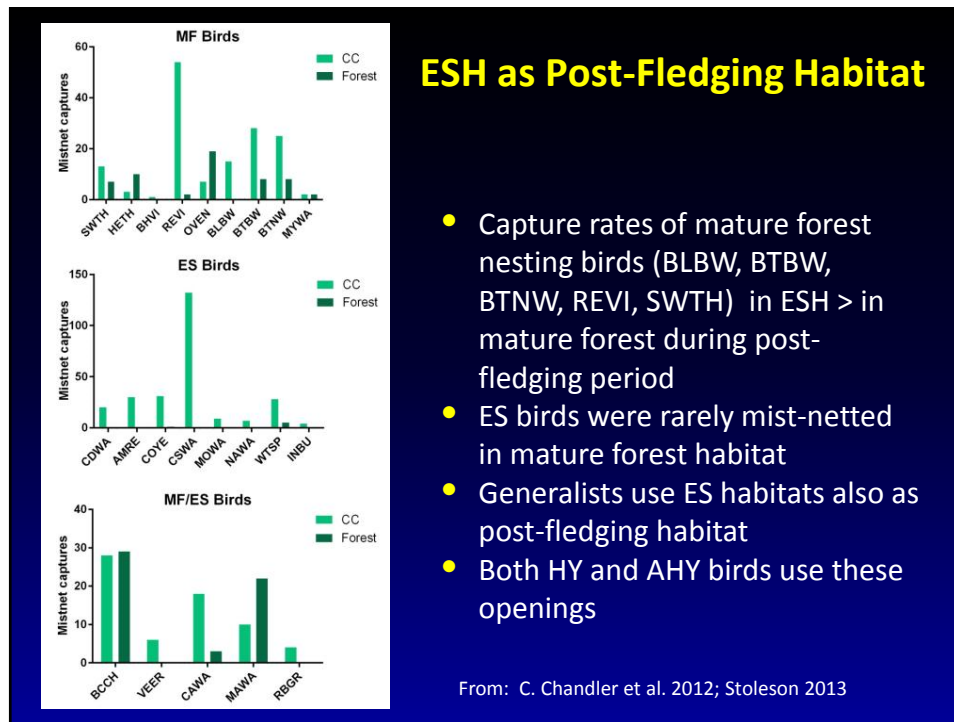 ESH as Post-Fledging Habitat
MF Birds
CC
Forest
Mistnet captures
60
40
20
0
SWTH
HETH
BHVI
REVI
OVEN
BLBW
BTBW
BTNW
MYWA
ES Birds
CC
Forest
Mistnet captures
150
100
50
0
CDWA
AMRE
COYE
CSWA
MOWA
NAWA
WTSP
INBU
MF/ES Birds
CC
Forest
Mistnet captures
40
30
20
10
0
BCCH
VEER
CAWA
MAWA
RBGR
• Capture rates of mature forest
nesting birds (BLBW, BTBW,
BTNW, REVI, SWTH) in ESH > in
mature forest during post-
fledging period
• ES birds were rarely mist-netted
in mature forest habitat
• Generalists use ES habitats also as
post-fledging habitat
• Both HY and AHY birds use these
openings
From: C. Chandler et al. 2012; Stoleson 2013